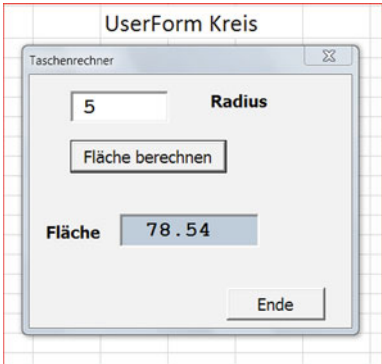 UserForm Kreis
Taschenrechner
5 Radius
Fläche berechnen
Fläche 78.54
Ende